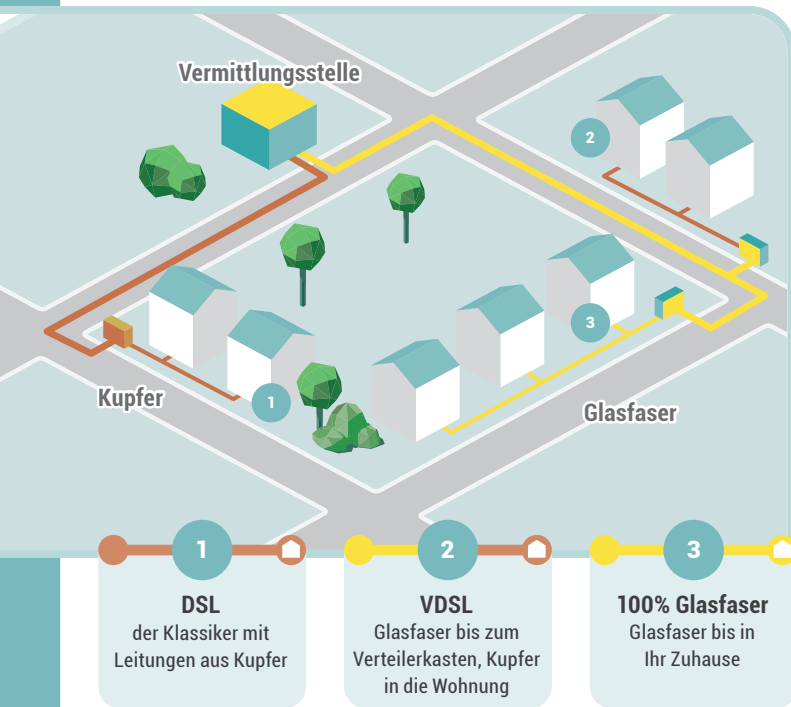 Vermittlungsstelle
2
3
Kupfer
1
Glasfaser
1
DSL
der Klassiker mit
Leitungen aus Kupfer
2
VDSL
Glasfaser bis zum
Verteilerkasten, Kupfer
in die Wohnung
3
100% Glasfaser
Glasfaser bis in
Ihr Zuhause